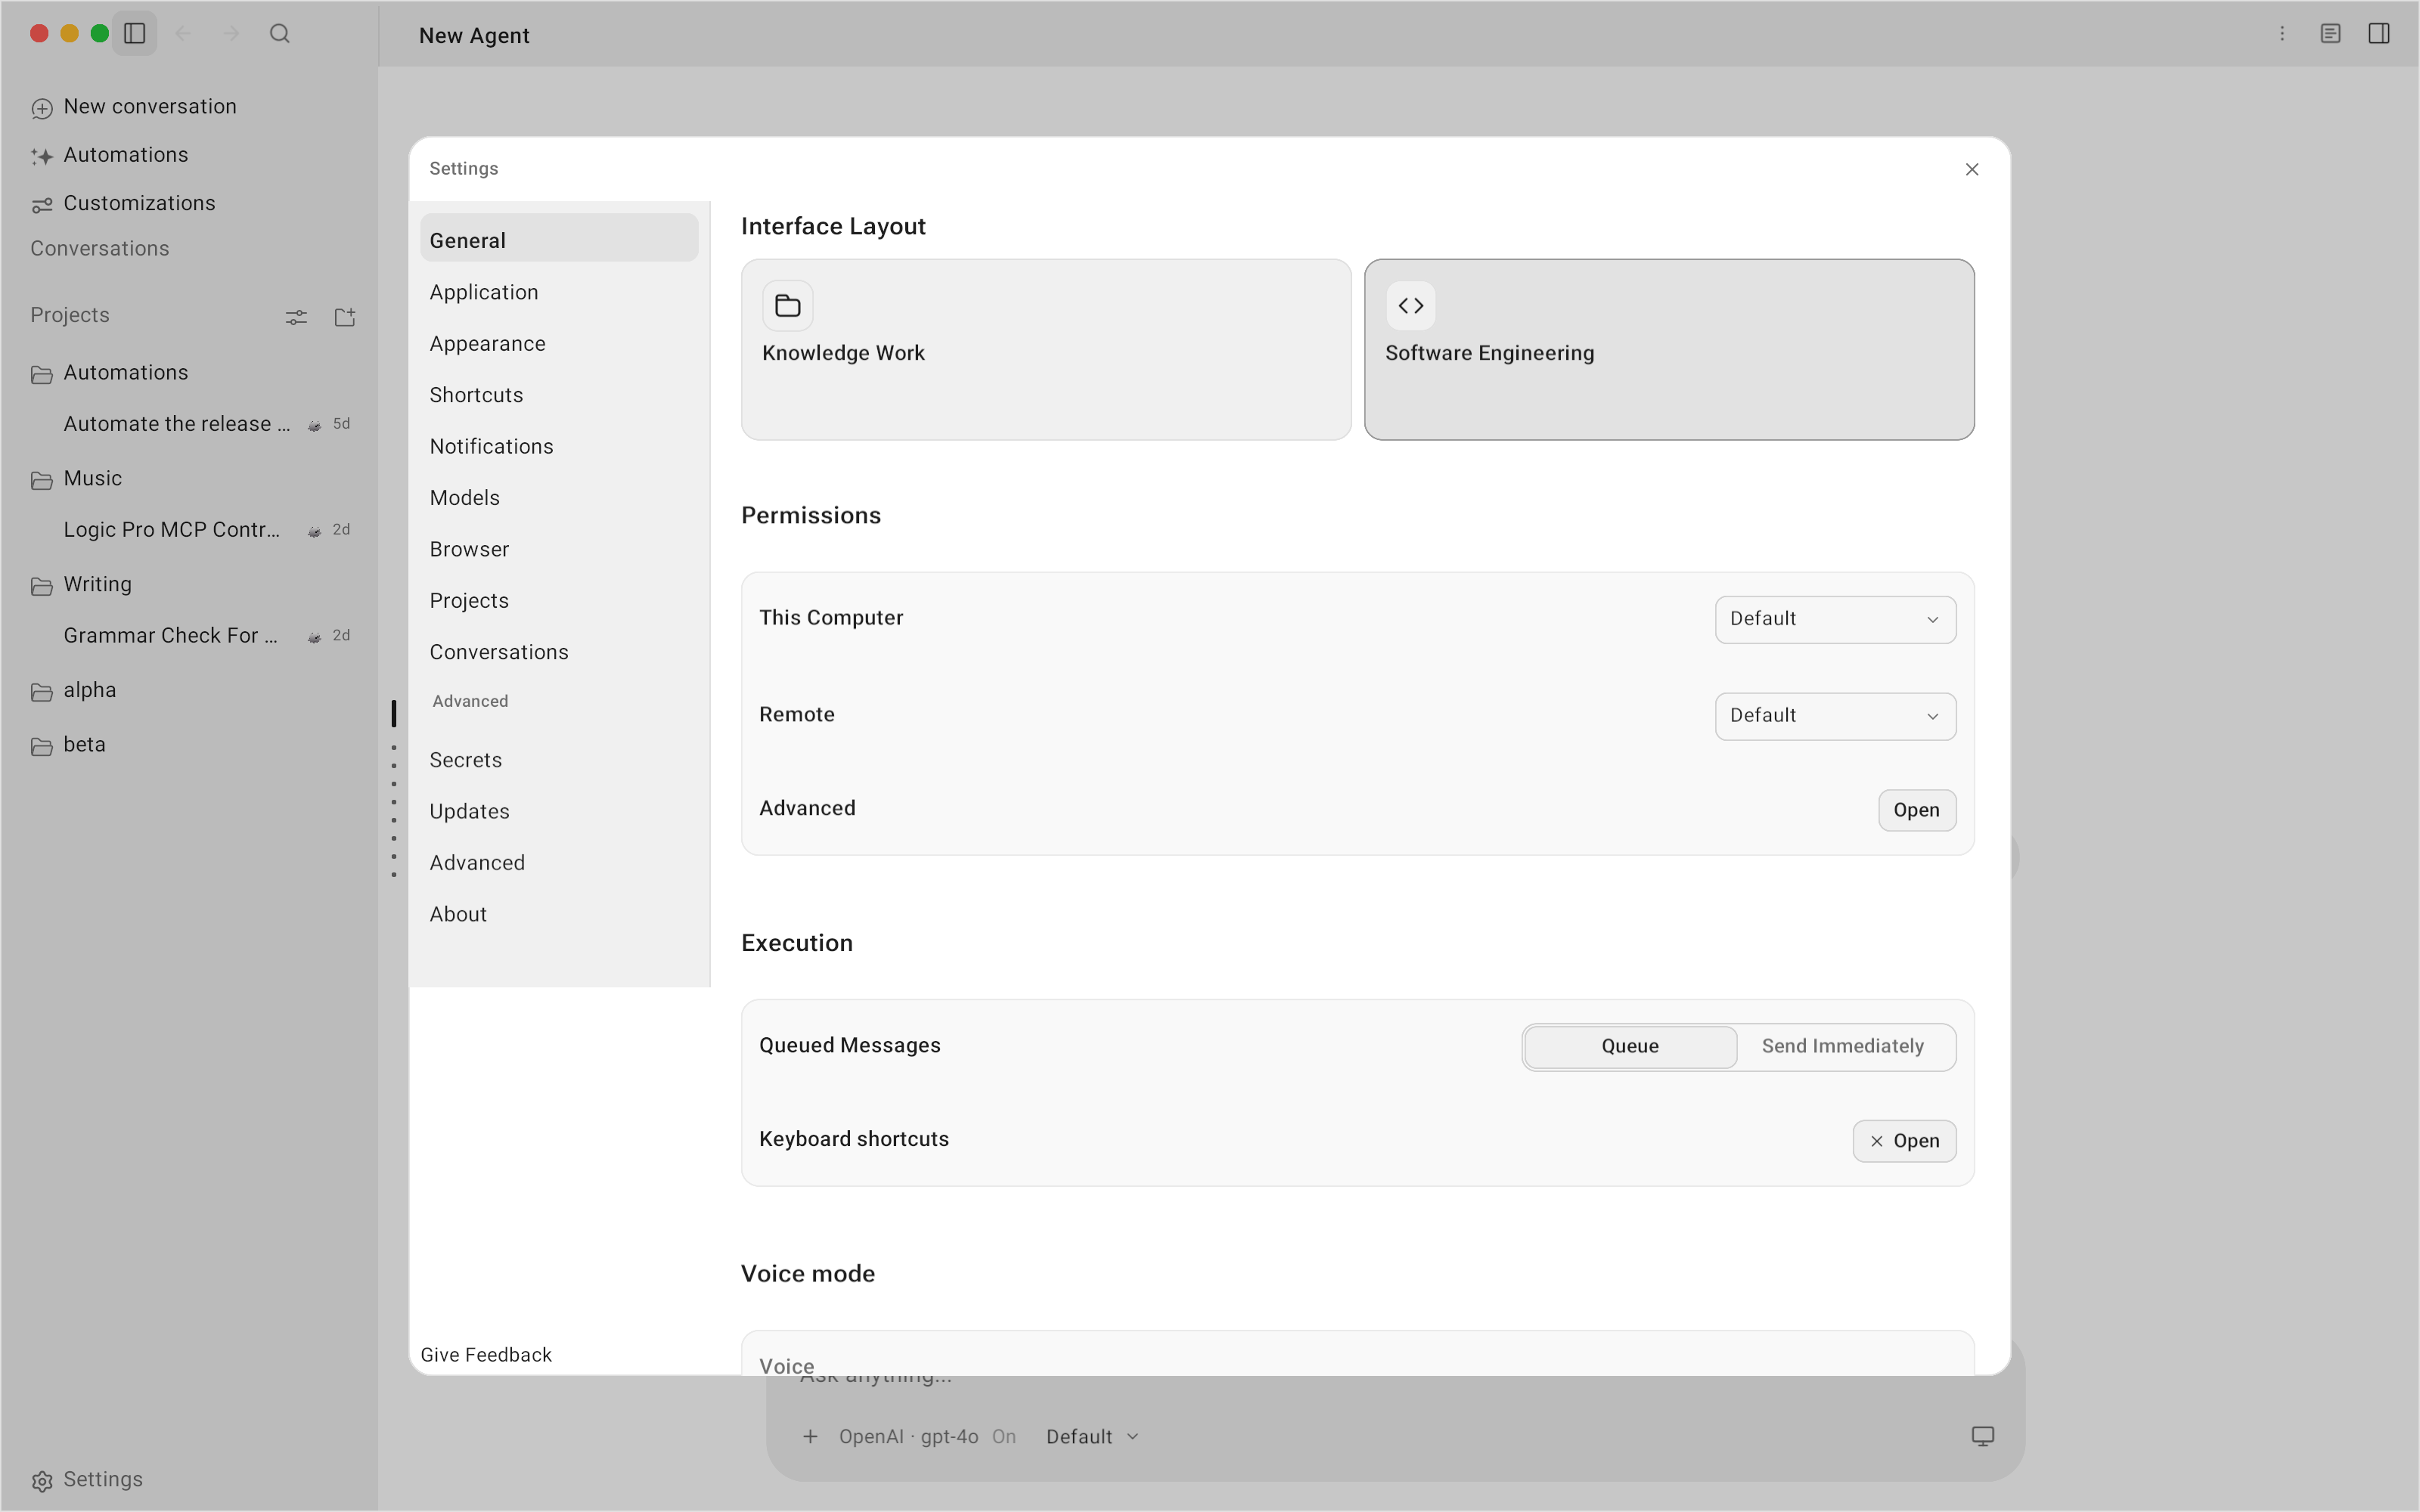 New Agent
New conversation
Automations
Customizations
Conversations
Projects
Automations
Automate the release ... 5d
Music
Logic Pro MCP Contr... 2d
Writing
Grammar Check For ... 2d
alpha
beta
Settings
Settings
General
Application
Appearance
Shortcuts
Notifications
Models
Browser
Projects
Conversations
Advanced
Secrets
Updates
Advanced
About
Give Feedback
Interface Layout
Knowledge Work
Software Engineering
Permissions
This Computer Default
Remote Default
Advanced Open
Execution
Queued Messages Queue Send Immediately
Keyboard shortcuts Open
Voice mode
Voice
Ask anything...
OpenAI · gpt-4o On Default